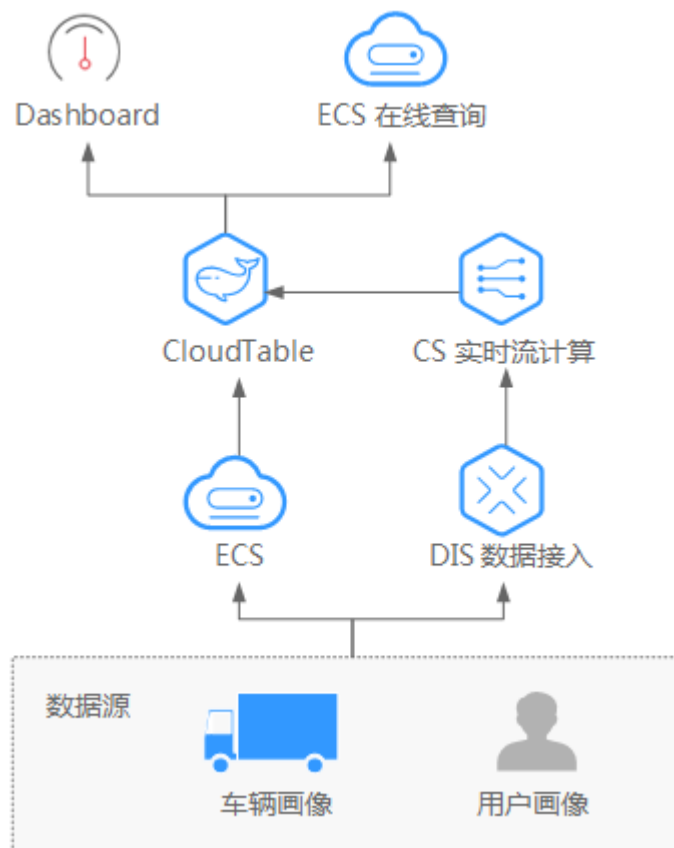 Dashboard
ECS 在线查询
CloudTable
CS 实时流计算
ECS
DIS 数据接入
数据源
车辆画像
用户画像